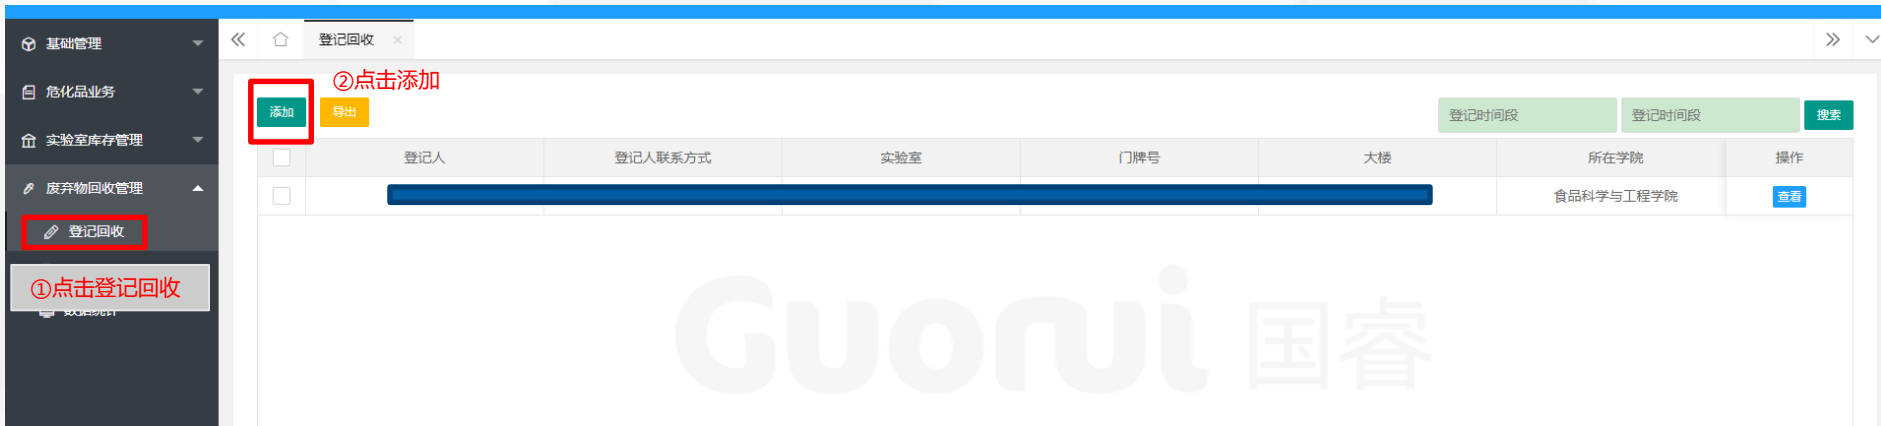 基础管理
危化品业务
实验室库存管理
废弃物回收管理
登记回收
①点击登记回收
数据统计
登记回收
②点击添加
添加
导出
登记时间段
登记时间段
搜索
登记人
登记人联系方式
实验室
门牌号
大楼
所在学院
操作
食品科学与工程学院
查看
Guorui 国睿